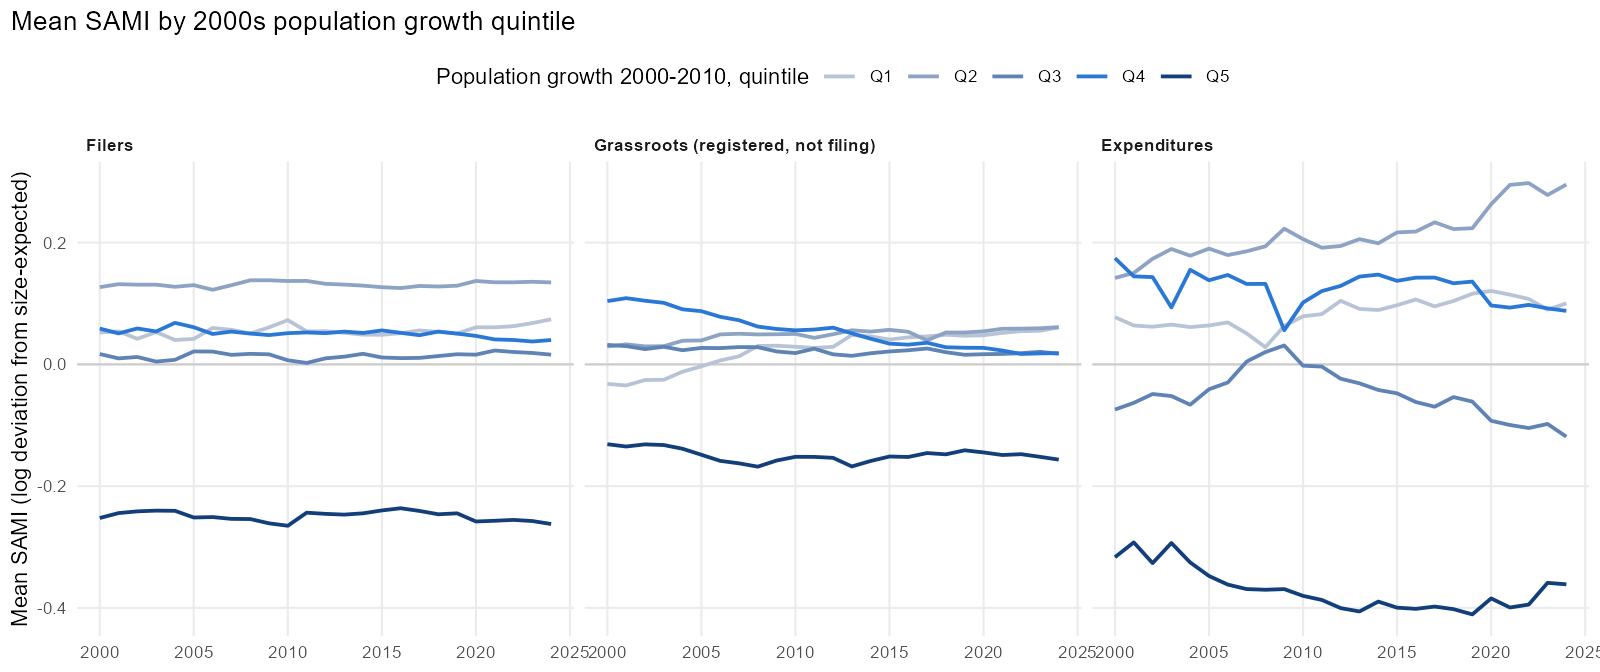 Mean SAMI by 2000s population growth quintile
Population growth 2000-2010, quintile Q1 Q2 Q3 Q4 Q5
Filers
Grassroots (registered, not filing)
Expenditures
Mean SAMI (log deviation from size-expected)
0.2
0.0
-0.2
-0.4
2000 2005 2010 2015 2020 2025
2000 2005 2010 2015 2020 2025
2000 2005 2010 2015 2020 2025